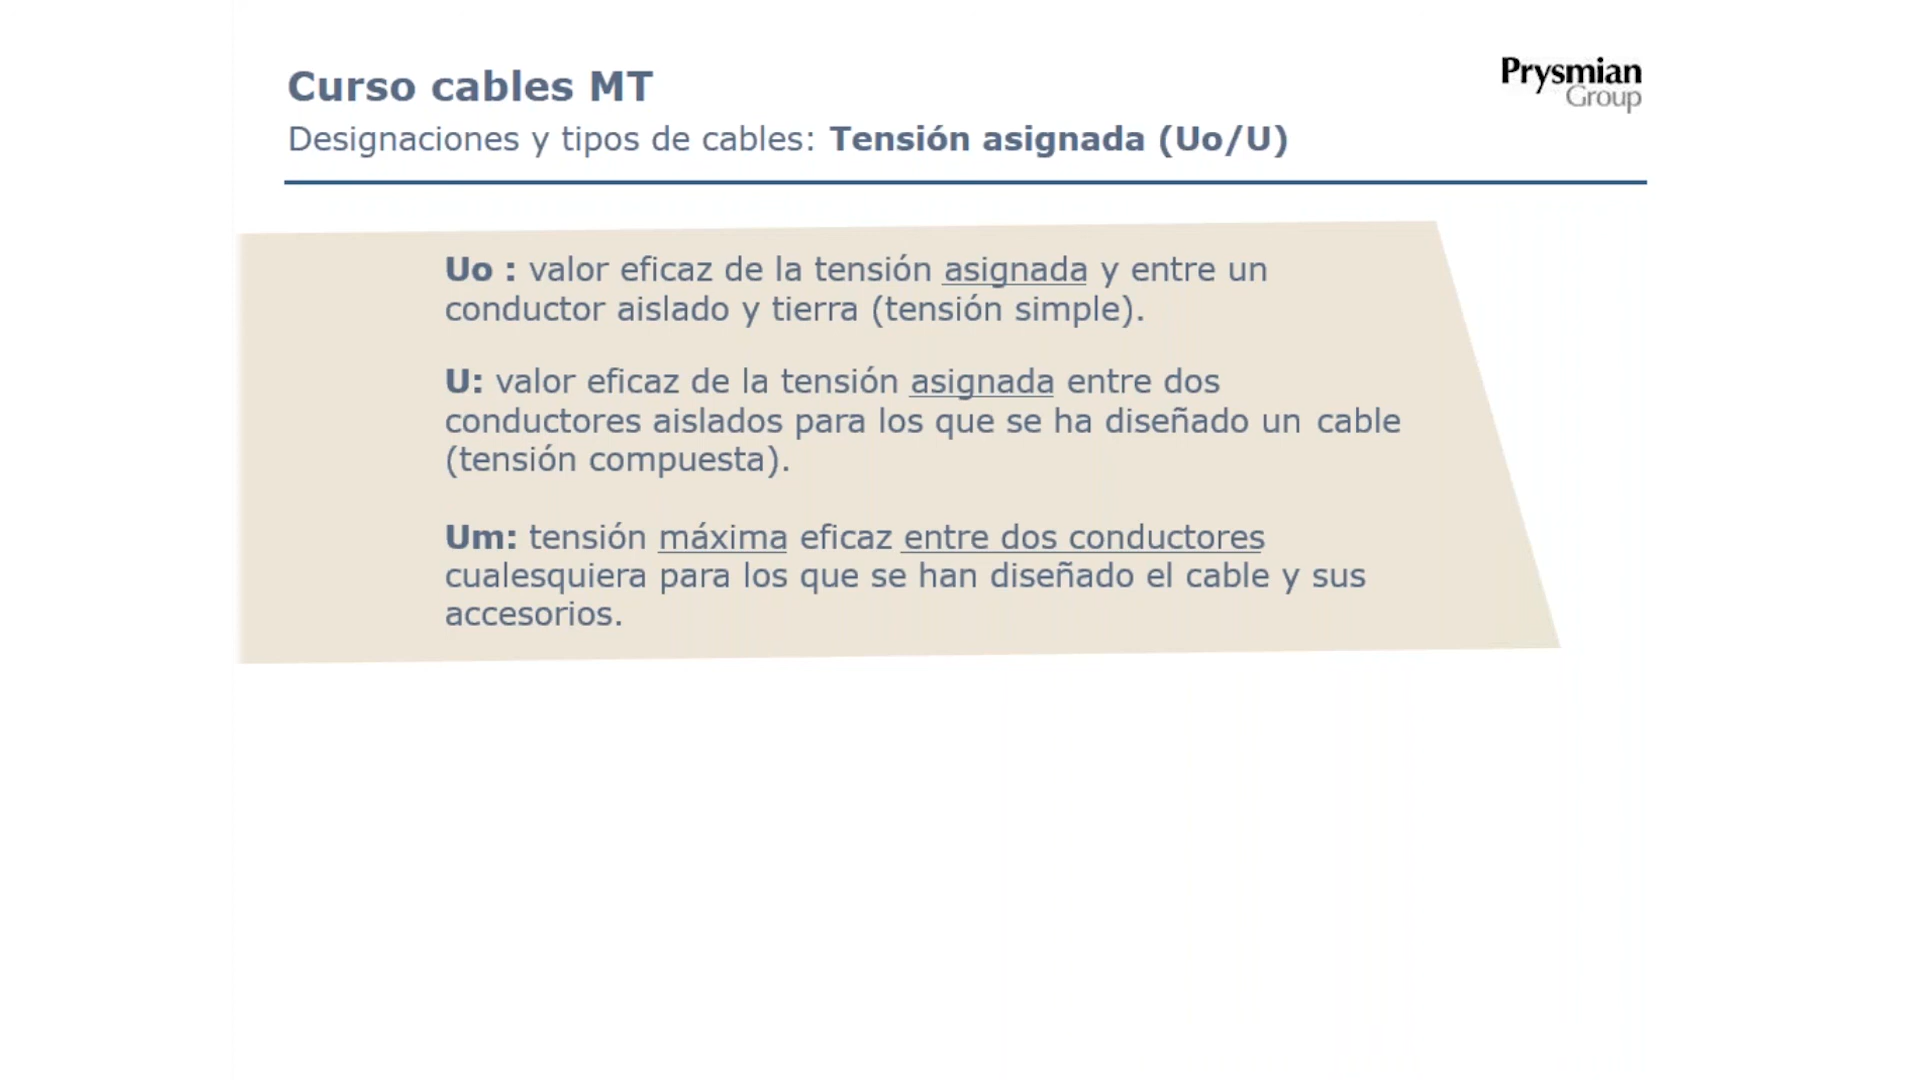 Curso cables MT
Prysmian
Group
Designaciones y tipos de cables: Tensión asignada (Uo/U)
Uo : valor eficaz de la tensión asignada y entre un
conductor aislado y tierra (tensión simple).
U: valor eficaz de la tensión asignada entre dos
conductores aislados para los que se ha diseñado un cable
(tensión compuesta).
Um: tensión máxima eficaz entre dos conductores
cualesquiera para los que se han diseñado el cable y sus
accesorios.